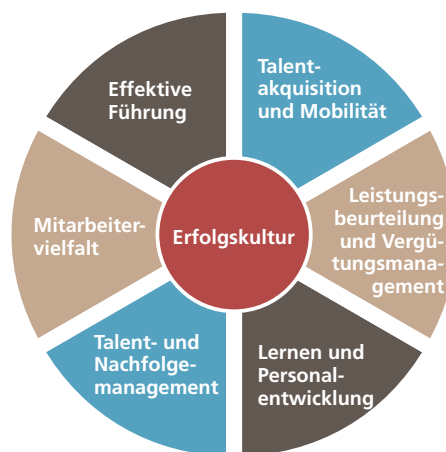 Effektive
Führung
Talent-
akquisition
und Mobilität
Mitarbeiter-
vielfalt
Erfolgskultur
Leistungs-
beurteilung
und Vergü-
tungsmana-
gement
Talent- und
Nachfolge-
management
Lernen und
Personal-
entwicklung